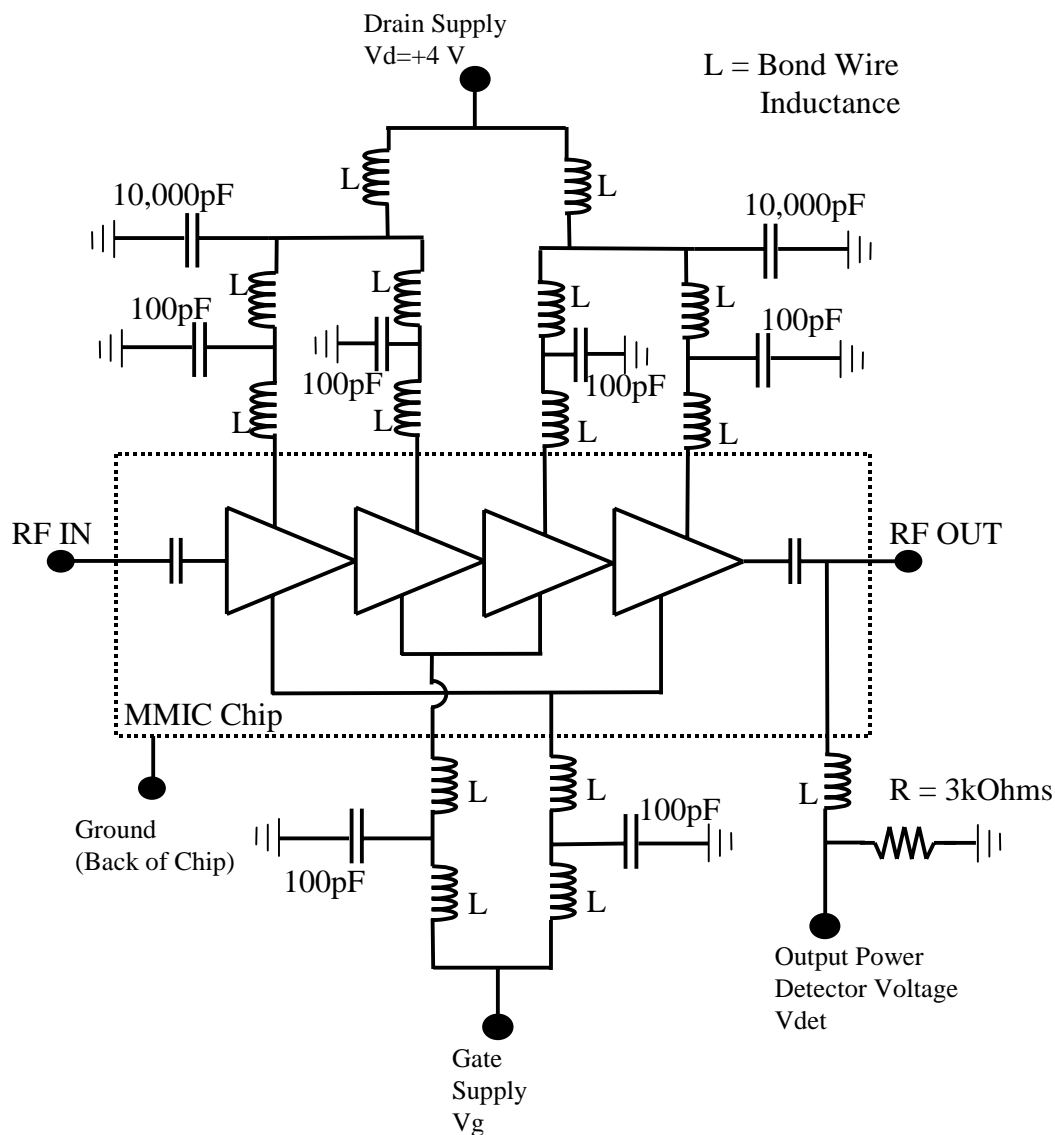 Drain Supply
Vd=+4 V
L = Bond Wire
Inductance
L
L
10,000pF
10,000pF
L
L
L
L
100pF
100pF
100pF
100pF
L
L
L
L
RF IN
RF OUT
MMIC Chip
Ground
(Back of Chip)
L
L
L
R = 3kOhms
100pF
100pF
L
L
Output Power
Detector Voltage
Vdet
Gate
Supply
Vg